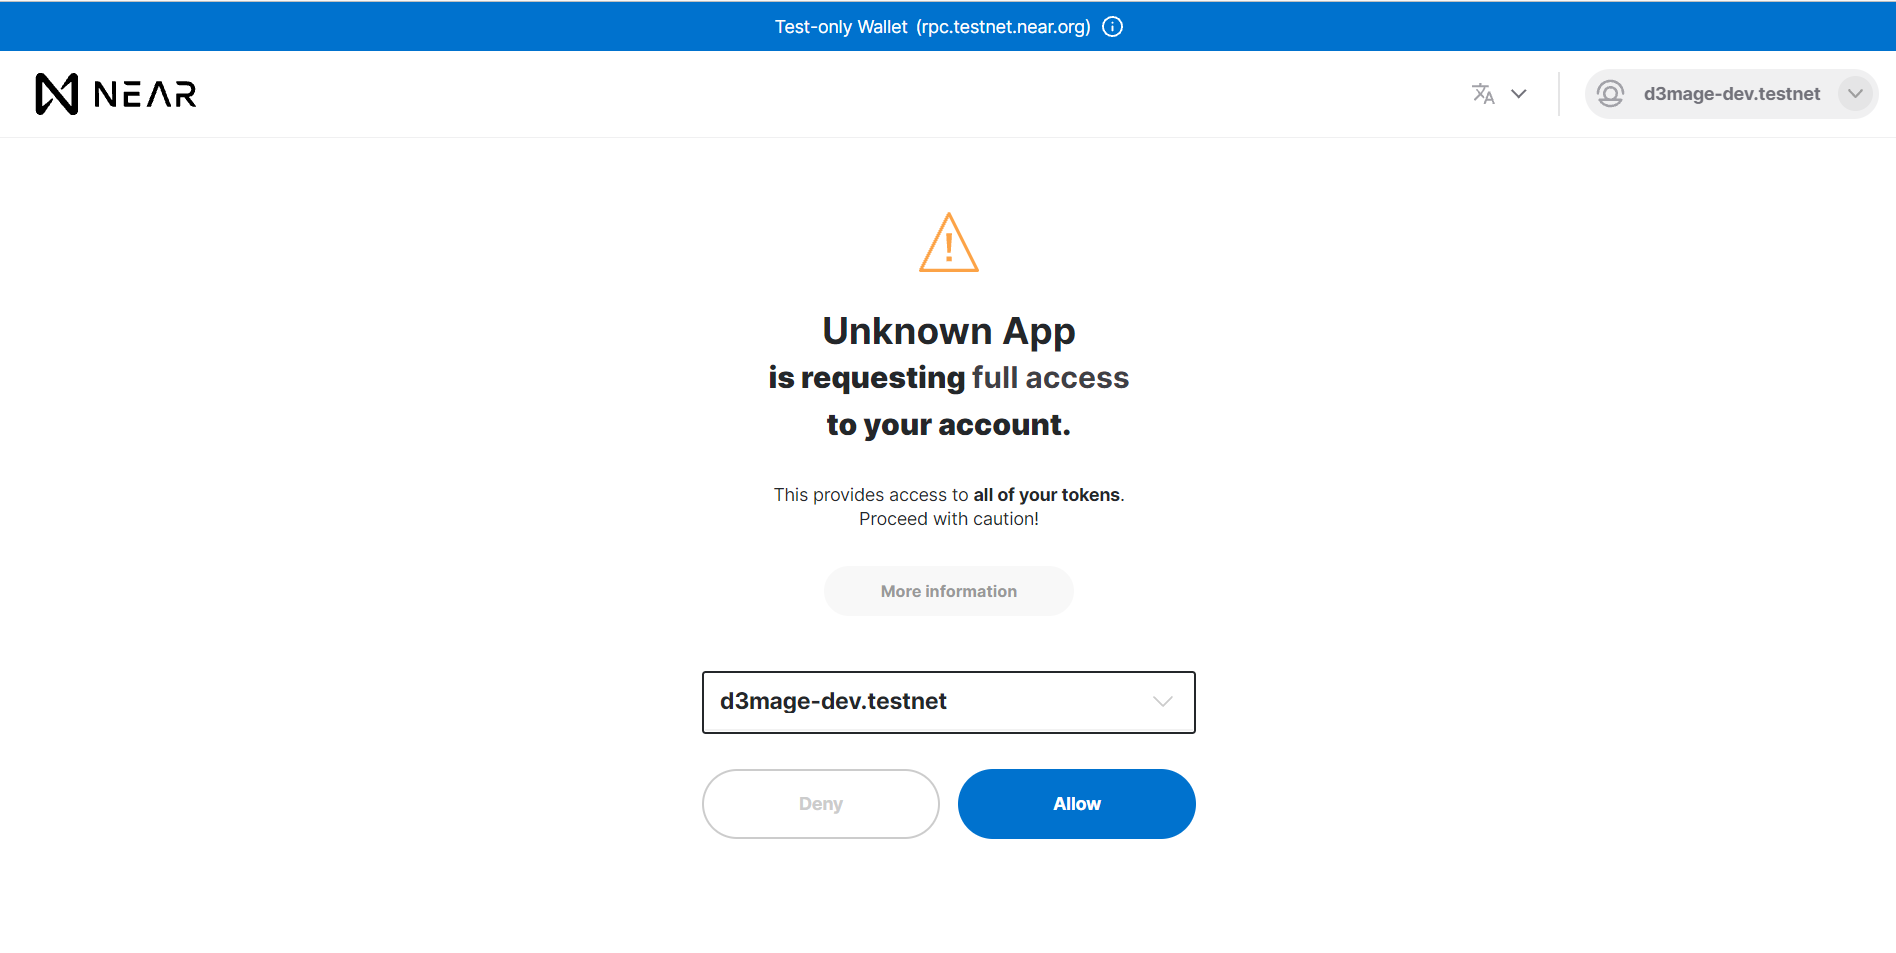 Test-only Wallet (rpc.testnet.near.org)
NEAR
d3mage-dev.testnet
Unknown App
is requesting full access
to your account.
This provides access to all of your tokens.
Proceed with caution!
More information
d3mage-dev.testnet
Deny
Allow